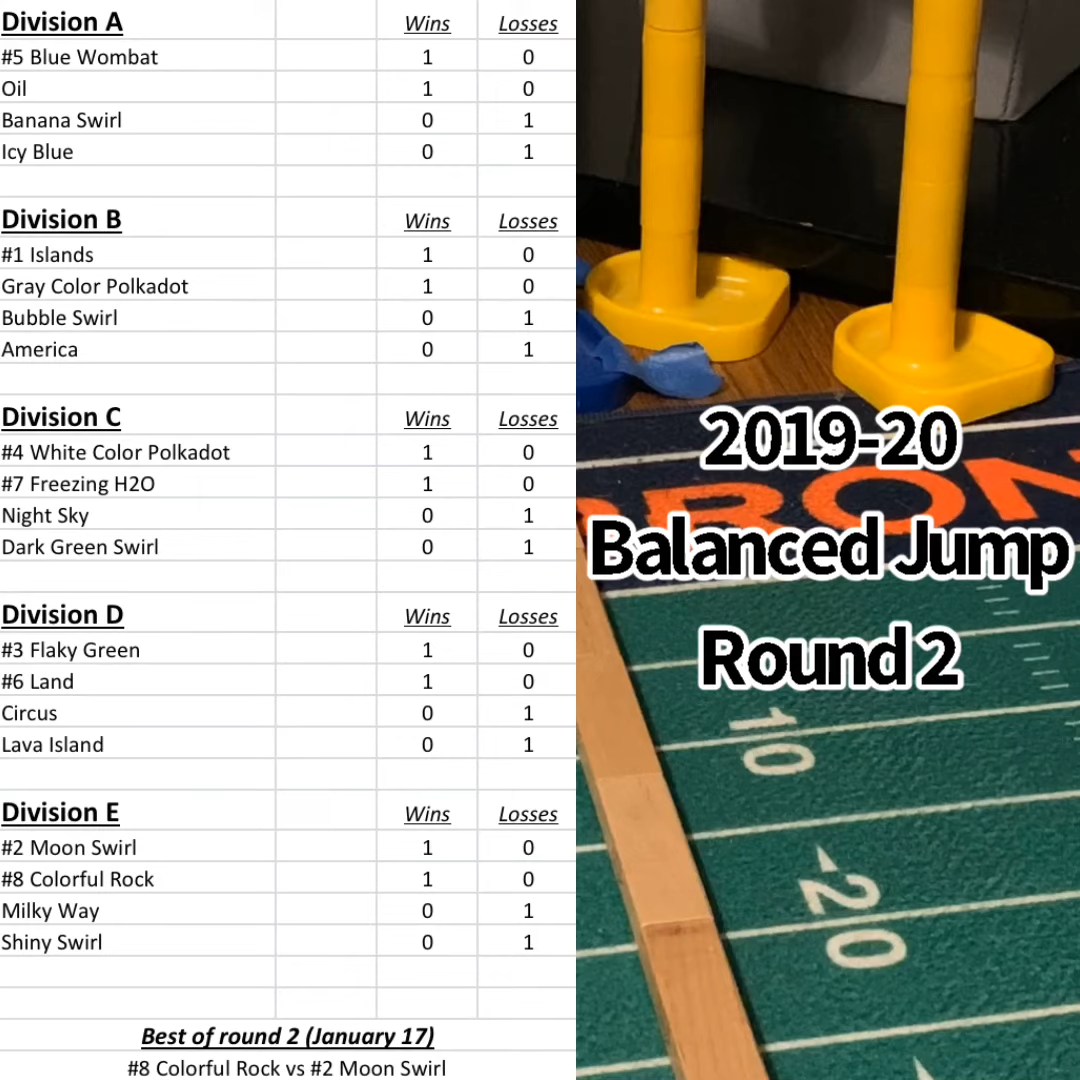 Division A Wins Losses
#5 Blue Wombat 1 0
Oil 1 0
Banana Swirl 0 1
Icy Blue 0 1
Division B Wins Losses
#1 Islands 1 0
Gray Color Polkadot 1 0
Bubble Swirl 0 1
America 0 1
Division C Wins Losses
#4 White Color Polkadot 1 0
#7 Freezing H2O 1 0
Night Sky 0 1
Dark Green Swirl 0 1
Division D Wins Losses
#3 Flaky Green 1 0
#6 Land 1 0
Circus 0 1
Lava Island 0 1
Division E Wins Losses
#2 Moon Swirl 1 0
#8 Colorful Rock 1 0
Milky Way 0 1
Shiny Swirl 0 1
Best of round 2 (January 17)
#8 Colorful Rock vs #2 Moon Swirl
2019-20
Balanced Jump
Round 2
10
20